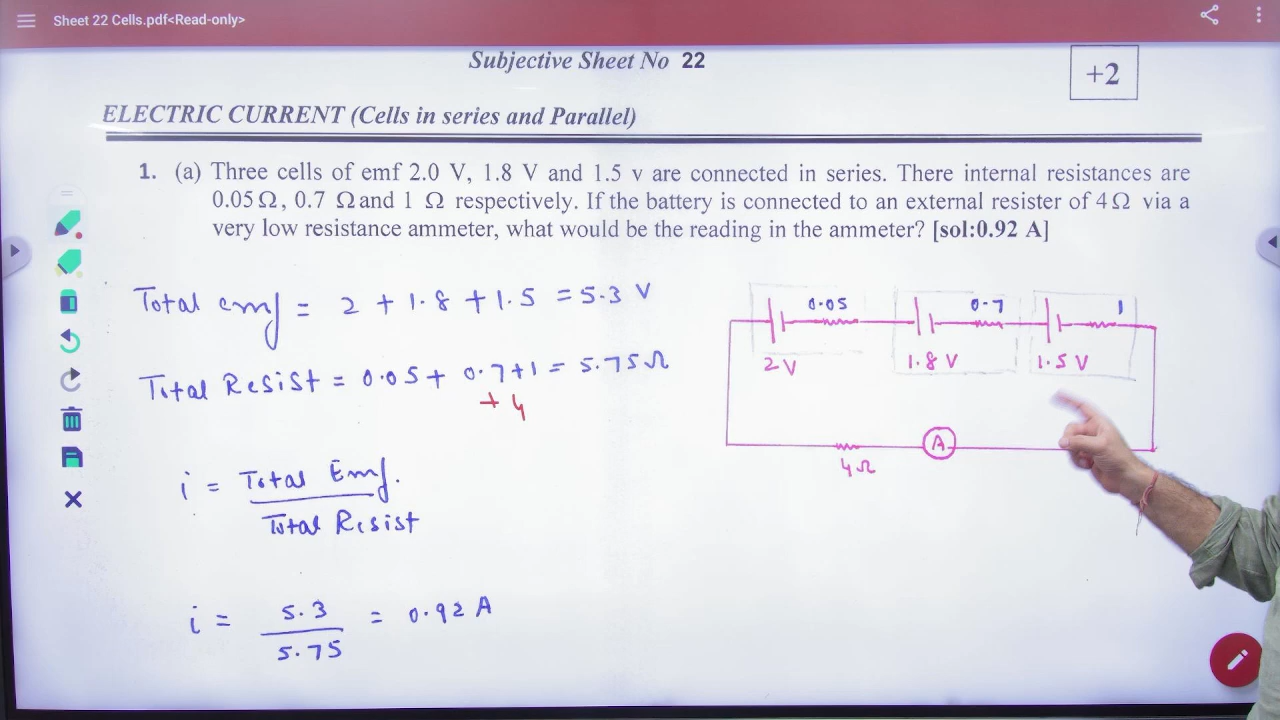 Sheet 22 Cells.pdf<Read-only>
Subjective Sheet No 22
+2
ELECTRIC CURRENT (Cells in series and Parallel)
1. (a) Three cells of emf 2.0 V, 1.8 V and 1.5 v are connected in series. There internal resistances are
0.05 Ω, 0.7 Ω and 1 Ω respectively. If the battery is connected to an external resister of 4 Ω via a
very low resistance ammeter, what would be the reading in the ammeter? [sol:0.92 A]
Total emf = 2 + 1.8 + 1.5 = 5.3 V
Total Resist = 0.05 + 0.7 + 1 = 5.75 Ω
+ 4
i = Total Emf.
Total Resist
i = 5.3 = 0.92 A
5.75
0.05 0.7 1
2 V 1.8 V 1.5 V
A
4 Ω